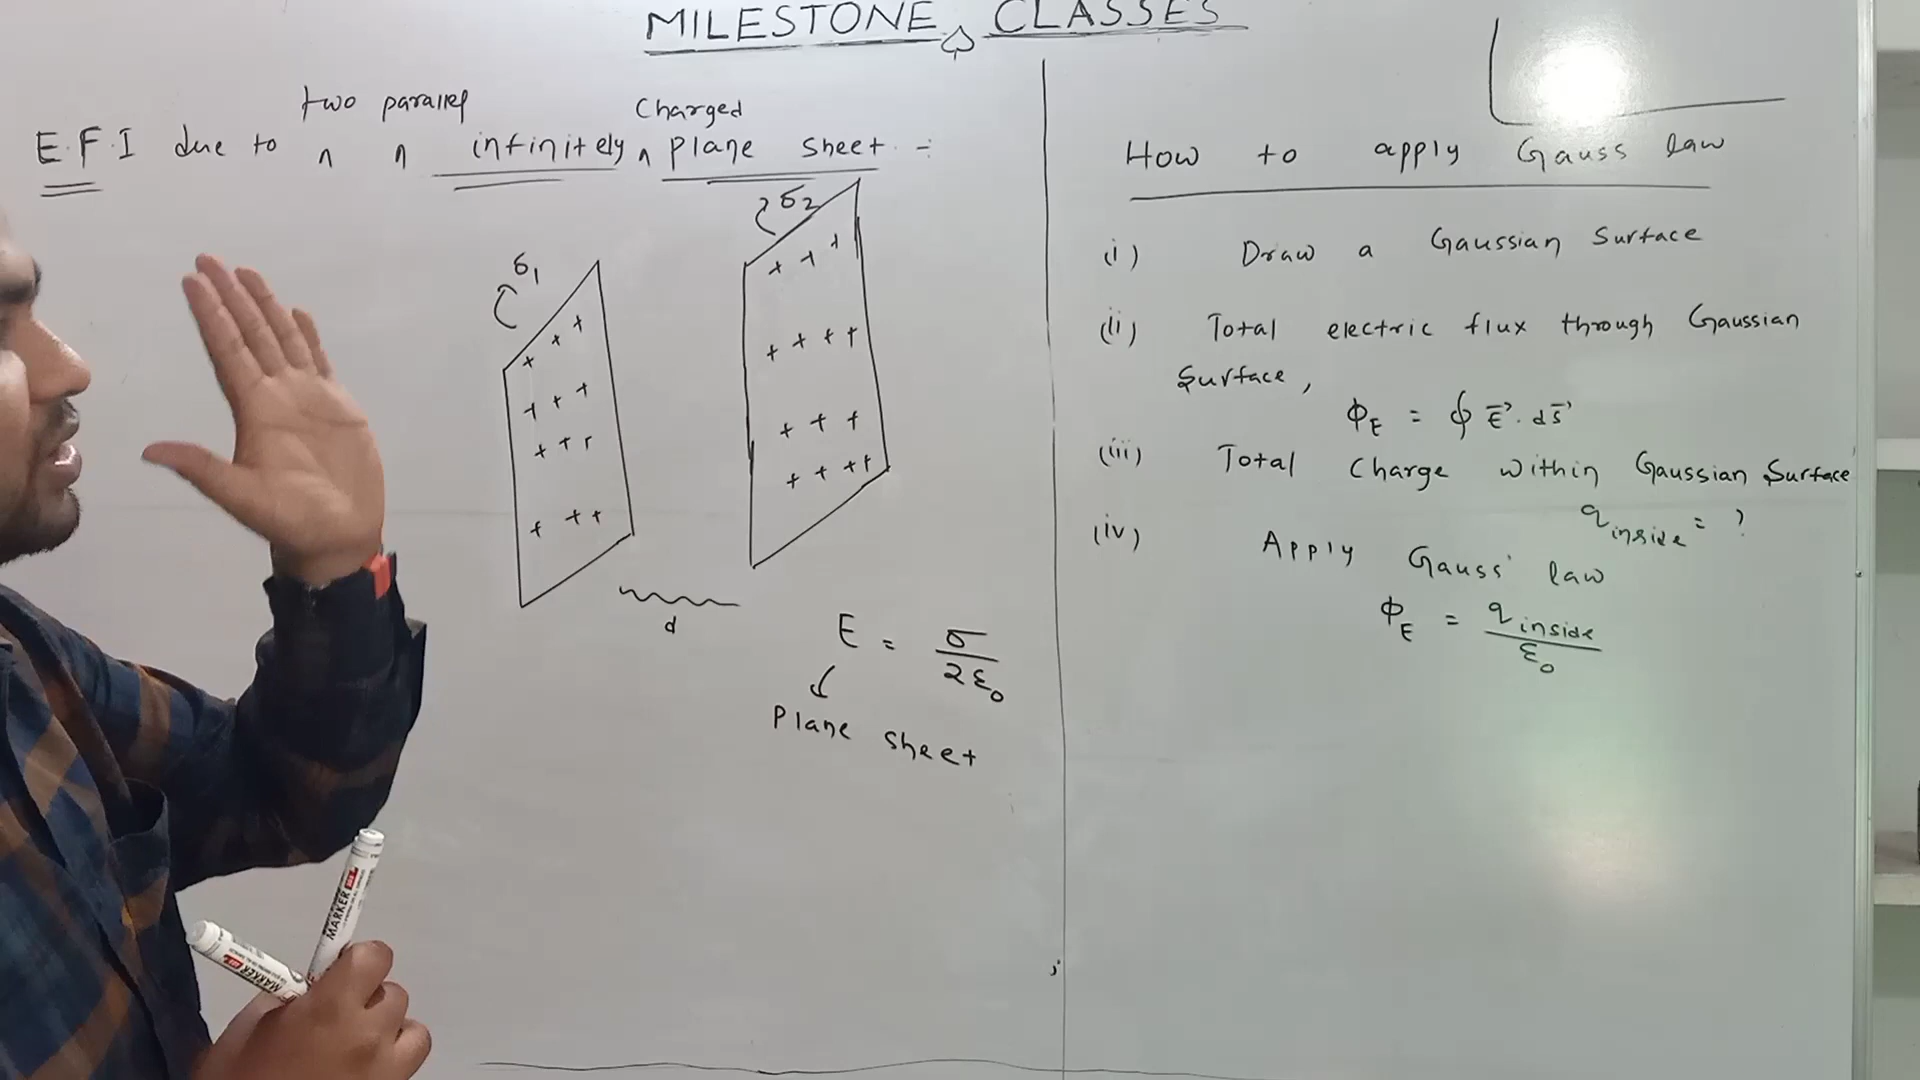 MILESTONE CLASSES
E.F.I due to two parallel infinitely charged plane sheet :-
σ1
σ2
+ + +
+ + +
+ + +
+ + +
+ + +
+ + + +
+ + +
+ + + +
d
E = σ / 2ε0
Plane sheet
How to apply Gauss law
(i) Draw a Gaussian Surface
(ii) Total electric flux through Gaussian
Surface,
ΦE = ∮ E⃗ . dS⃗
(iii) Total Charge within Gaussian Surface
qinside = ?
(iv) Apply Gauss' law
ΦE = qinside / ε0
MARKER
MARKER